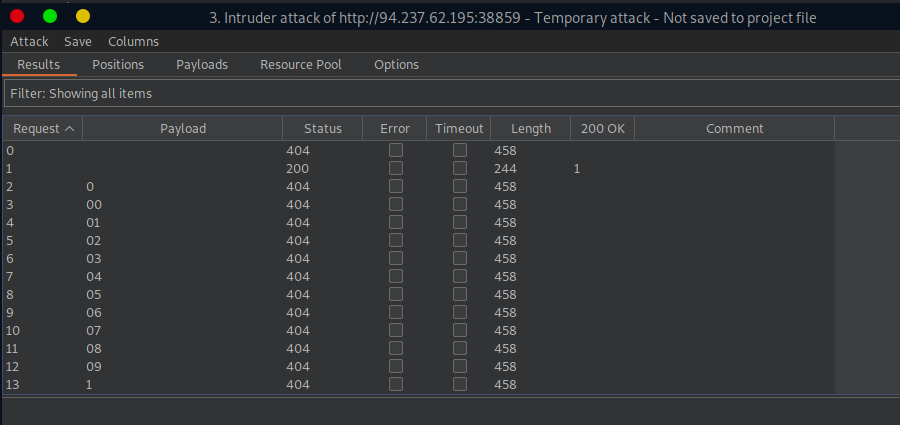 3. Intruder attack of http://94.237.62.195:38859 - Temporary attack - Not saved to project file
Attack Save Columns
Results Positions Payloads Resource Pool Options
Filter: Showing all items
Request Payload Status Error Timeout Length 200 OK Comment
0 404 458
1 200 244 1
2 0 404 458
3 00 404 458
4 01 404 458
5 02 404 458
6 03 404 458
7 04 404 458
8 05 404 458
9 06 404 458
10 07 404 458
11 08 404 458
12 09 404 458
13 1 404 458